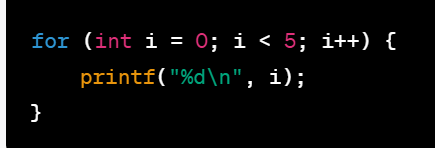 for (int i = 0; i < 5; i++) {
    printf("%d\n", i);
}